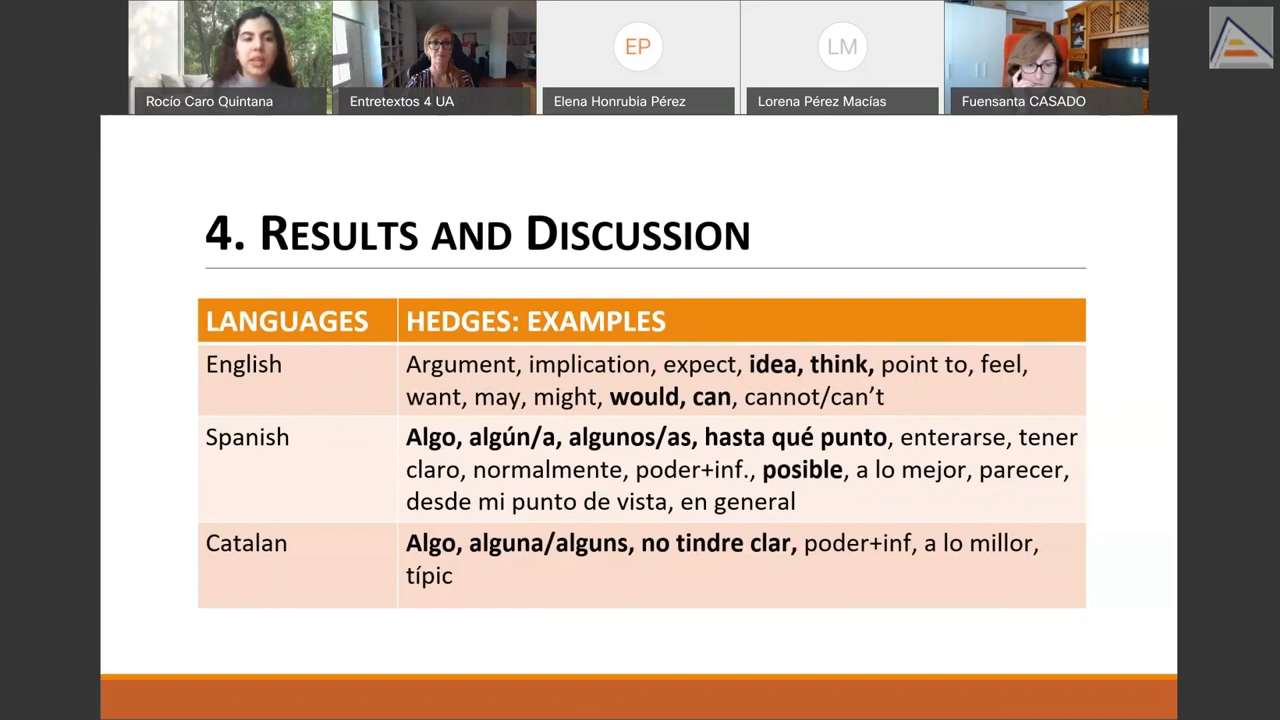 EP
LM
Rocío Caro Quintana
Entretextos 4 UA
Elena Honrubia Pérez
Lorena Pérez Macías
Fuensanta CASADO
4. RESULTS AND DISCUSSION
LANGUAGES
HEDGES: EXAMPLES
English
Argument, implication, expect, idea, think, point to, feel,
want, may, might, would, can, cannot/can’t
Spanish
Algo, algún/a, algunos/as, hasta qué punto, enterarse, tener
claro, normalmente, poder+inf., posible, a lo mejor, parecer,
desde mi punto de vista, en general
Catalan
Algo, alguna/alguns, no tindre clar, poder+inf, a lo millor,
típic